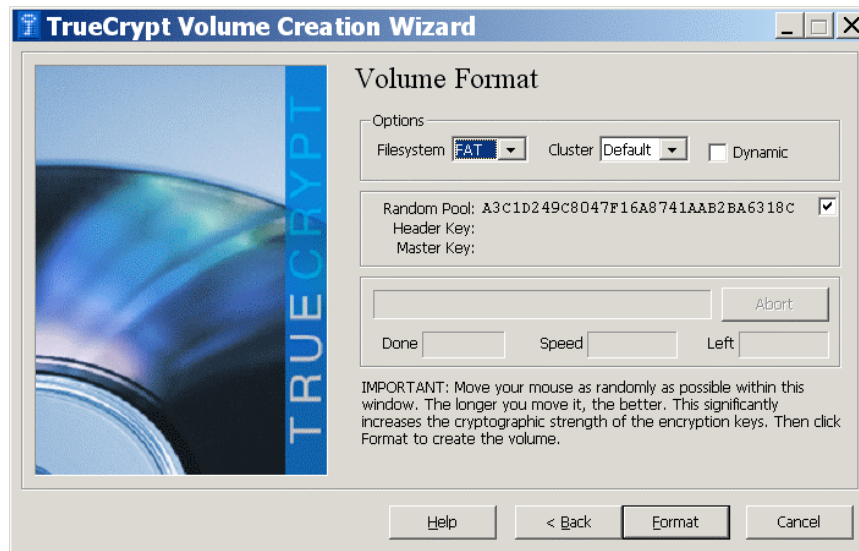 TrueCrypt Volume Creation Wizard
TRUECRYPT
Volume Format
Options
Filesystem FAT Cluster Default Dynamic
Random Pool: A3C1D249C8047F16A8741AAB2BA6318C
Header Key:
Master Key:
Abort
Done Speed Left
IMPORTANT: Move your mouse as randomly as possible within this
window. The longer you move it, the better. This significantly
increases the cryptographic strength of the encryption keys. Then click
Format to create the volume.
Help < Back Format Cancel